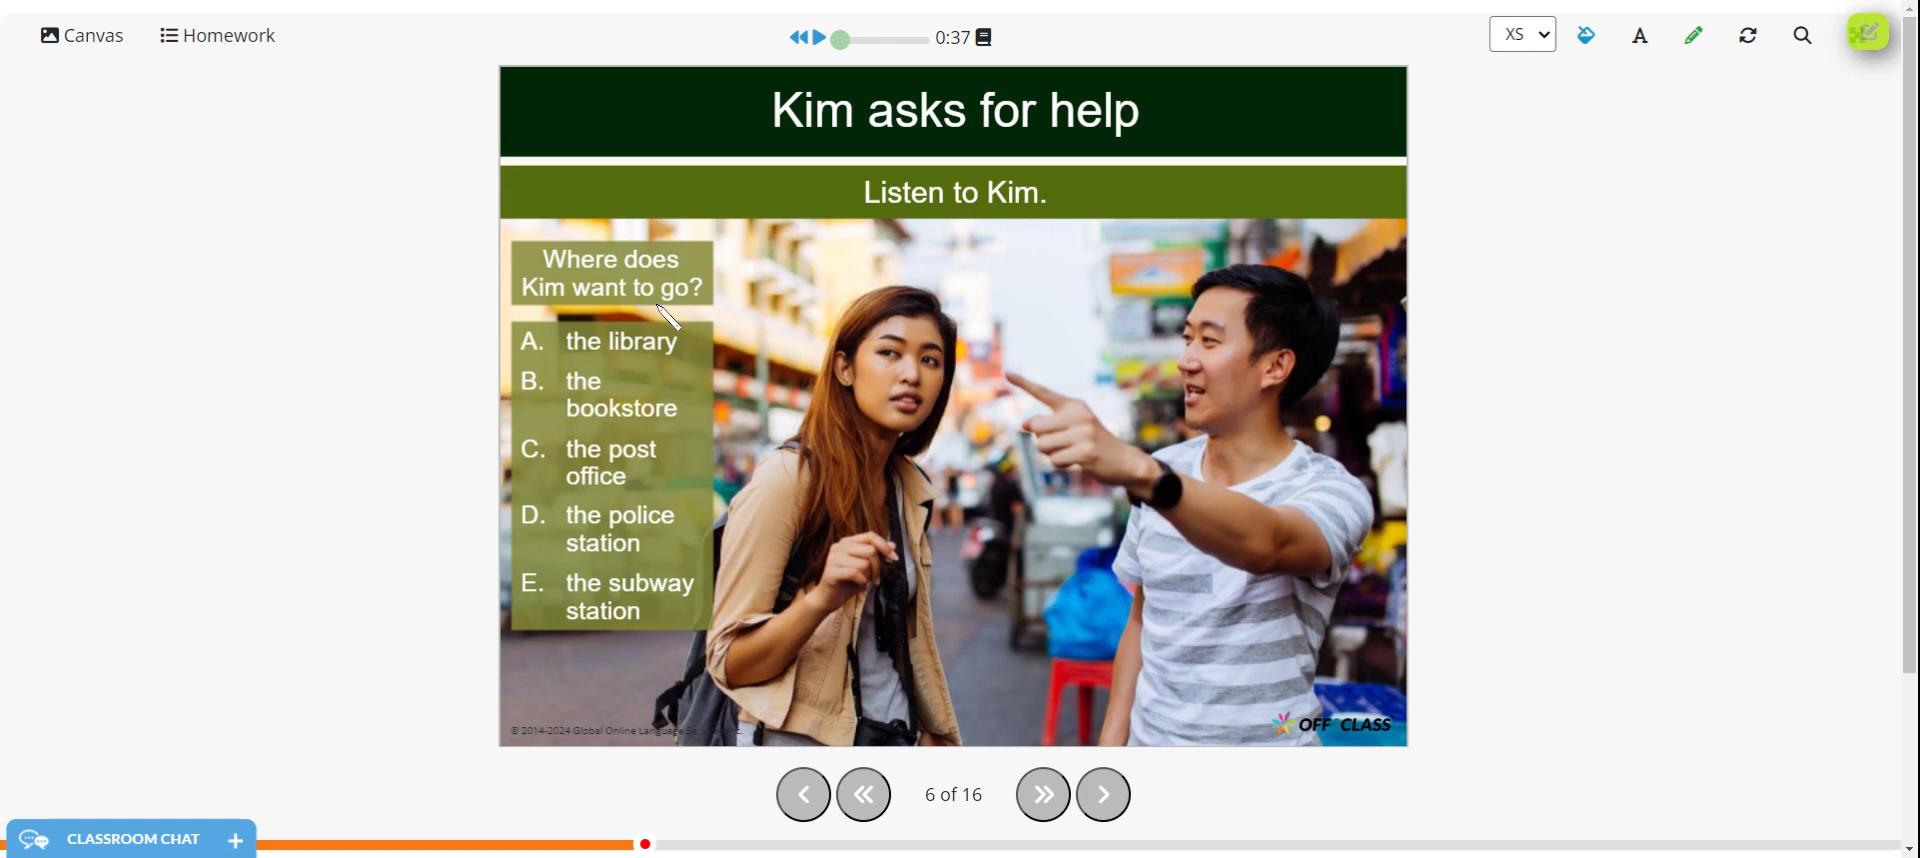 Canvas
Homework
0:37
XS
A
Kim asks for help
Listen to Kim.
Where does
Kim want to go?
A. the library
B. the
bookstore
C. the post
office
D. the police
station
E. the subway
station
© 2014-2024 Global Online Language
OFF2CLASS
6 of 16
CLASSROOM CHAT +